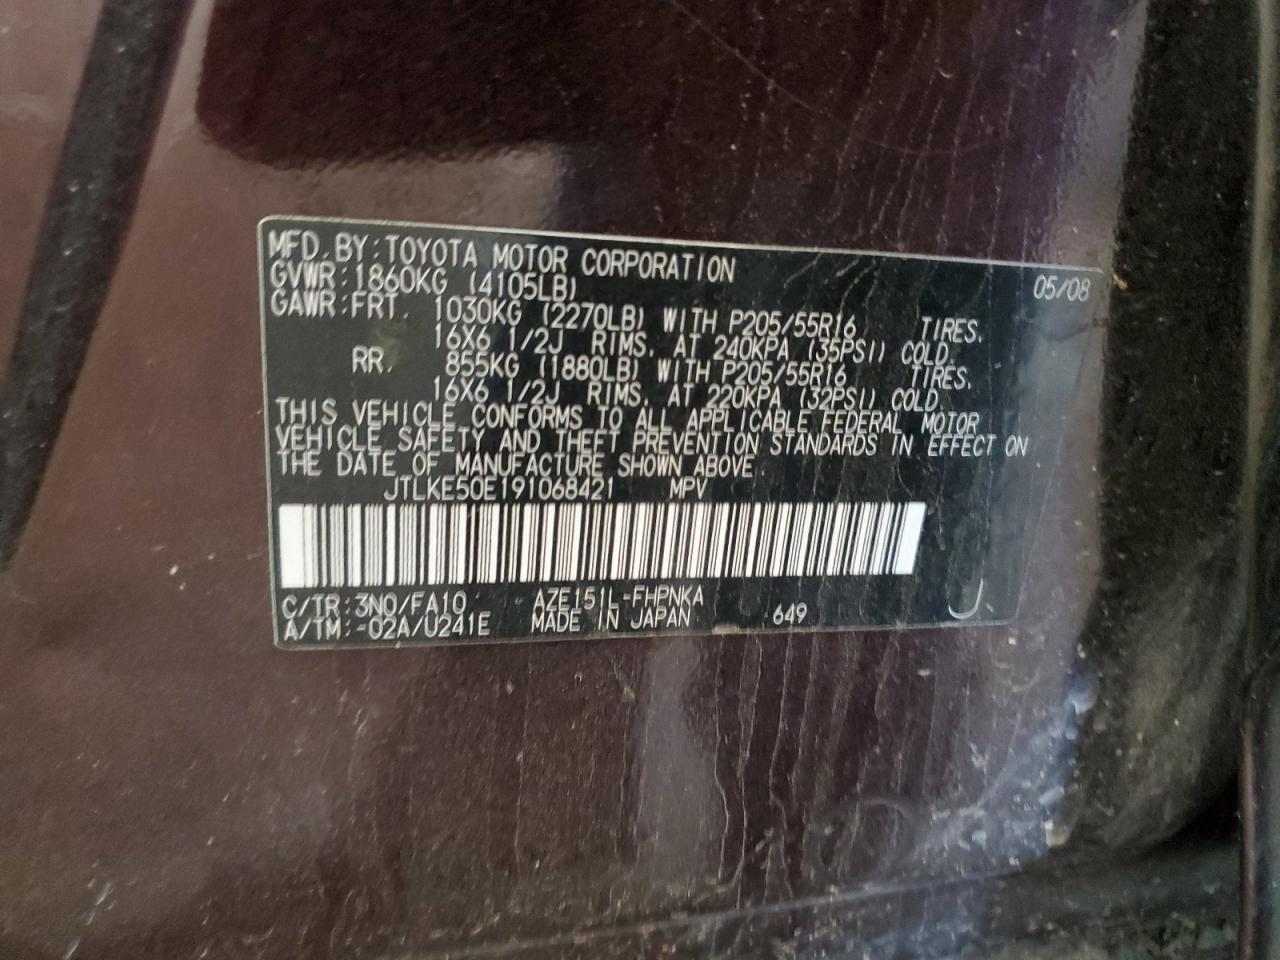 MFD. BY: TOYOTA MOTOR CORPORATION 05/08
GVWR: 1860KG (4105LB)
GAWR: FRT. 1030KG (2270LB) WITH P205/55R16 TIRES,
16X6 1/2J RIMS, AT 240KPA (35PSI) COLD.
RR. 855KG (1880LB) WITH P205/55R16 TIRES,
16X6 1/2J RIMS, AT 220KPA (32PSI) COLD.
THIS VEHICLE CONFORMS TO ALL APPLICABLE FEDERAL MOTOR
VEHICLE SAFETY AND THEFT PREVENTION STANDARDS IN EFFECT ON
THE DATE OF MANUFACTURE SHOWN ABOVE.
JTLKE50E191068421 MPV
C/TR: 3N0/FA10 AZE151L-FHPNKA
A/TM: -02A/U241E MADE IN JAPAN 649
J